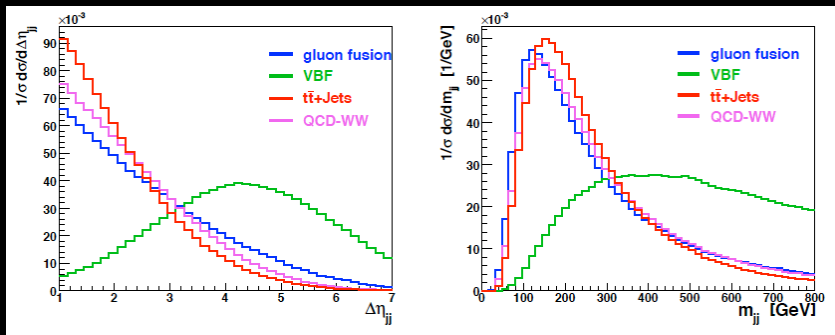 ×10⁻³
1/σ dσ/dΔη_jj
90
80
70
60
50
40
30
20
10
0
1 2 3 4 5 6 7
Δη_jj
gluon fusion
VBF
tt̄+Jets
QCD-WW
×10⁻³
1/σ dσ/dm_jj [1/GeV]
60
50
40
30
20
10
0
0 100 200 300 400 500 600 700 800
m_jj [GeV]
gluon fusion
VBF
tt̄+Jets
QCD-WW